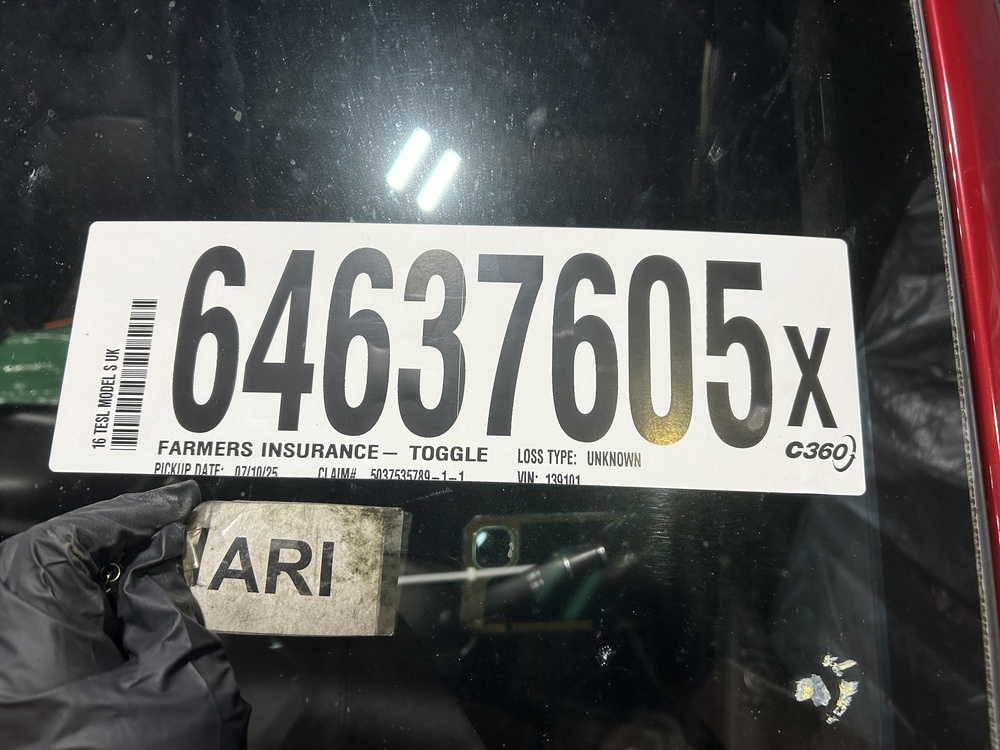 64637605X
16 TESL MODEL S UK
C360
FARMERS INSURANCE— TOGGLE
LOSS TYPE: UNKNOWN
PICKUP DATE: 07/10/25 CLAIM# 5037535789-1-1 VIN: 139101
ARI